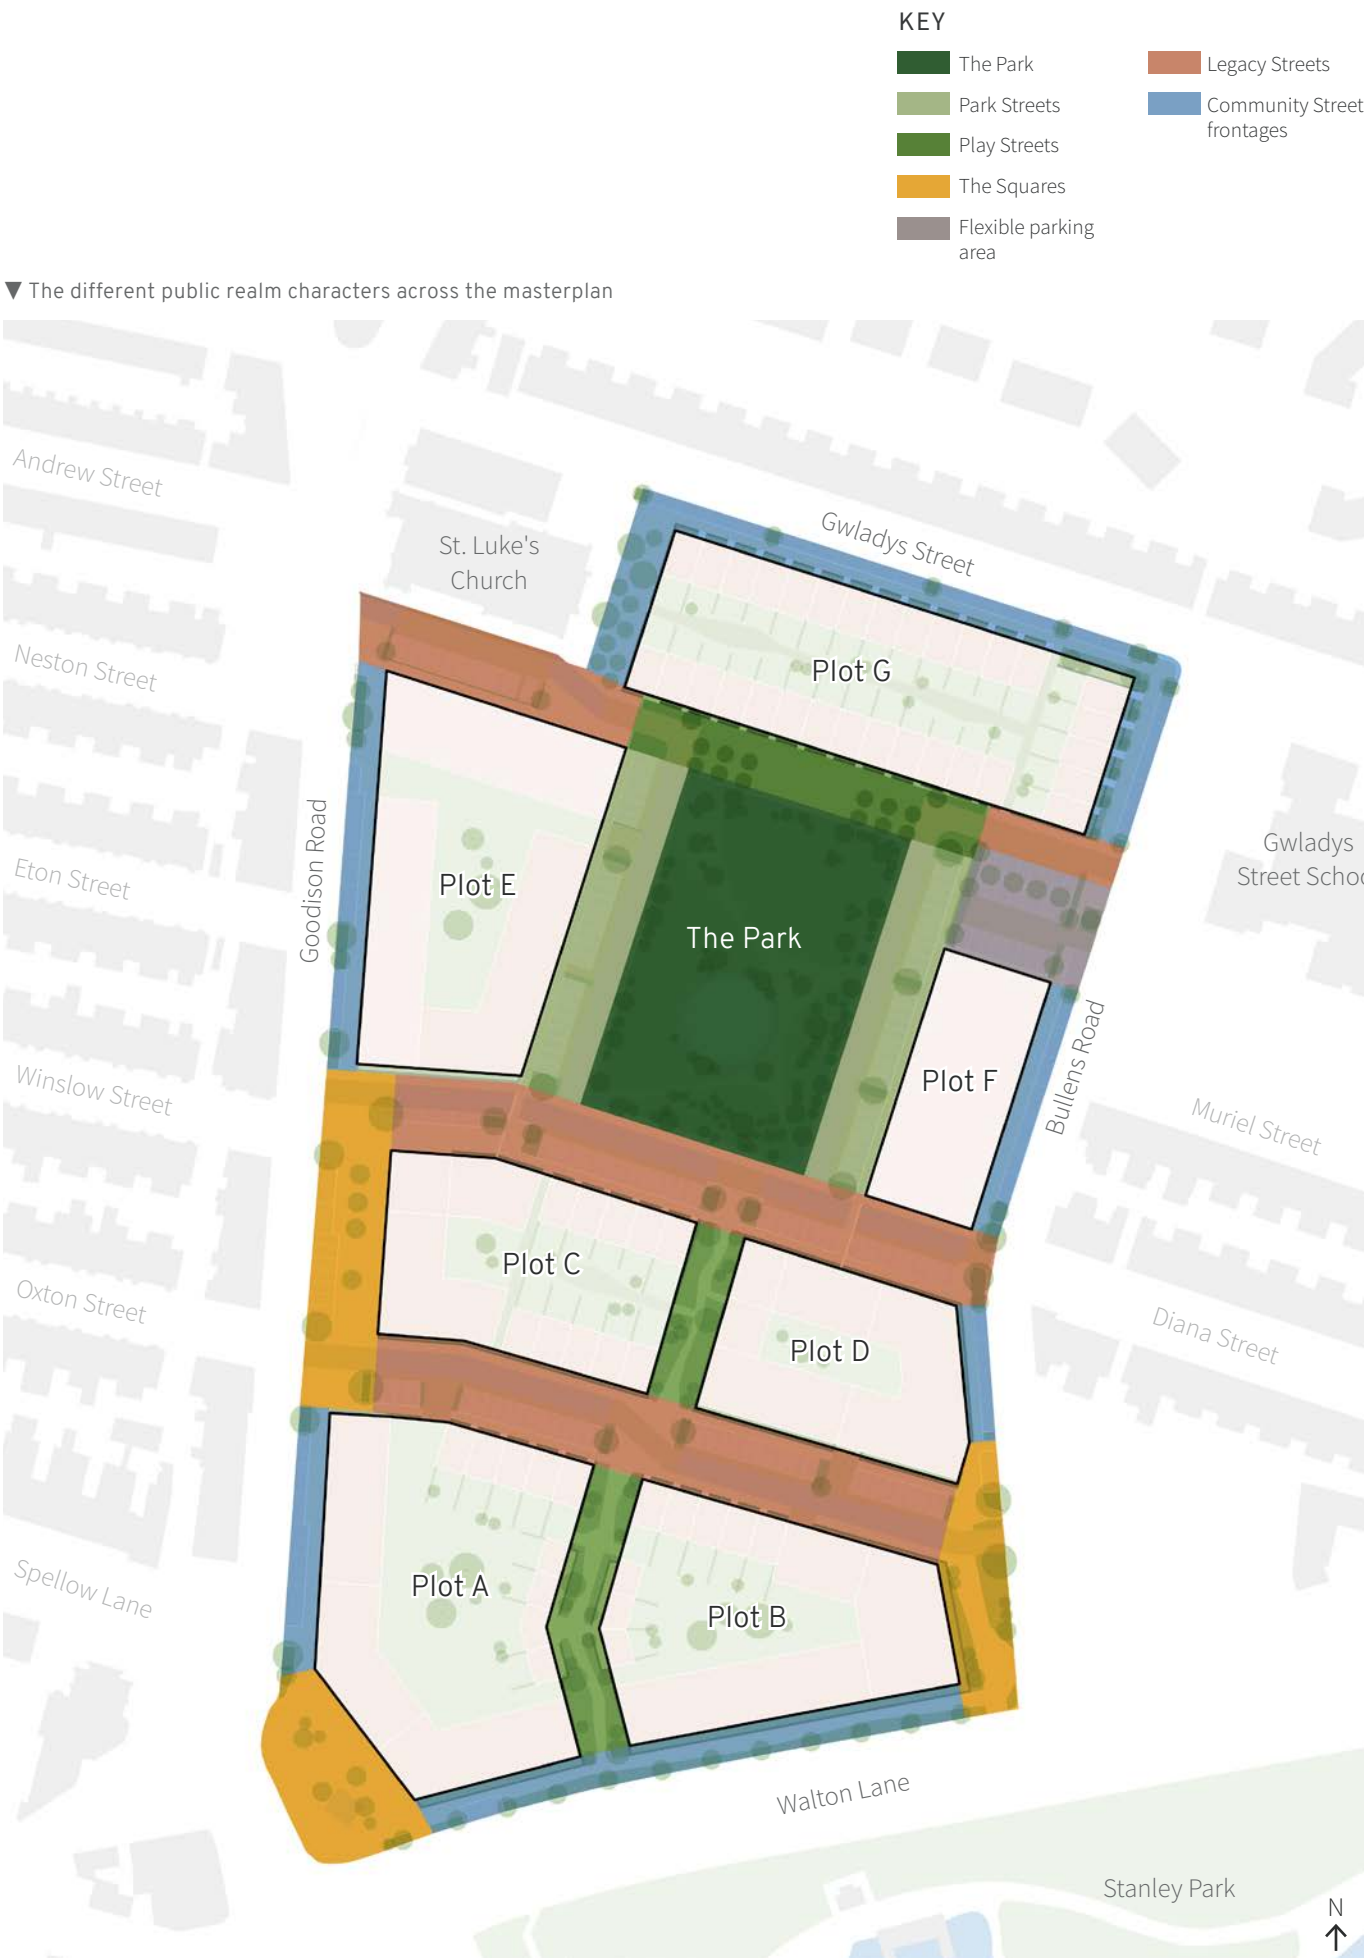 KEY
The Park
Park Streets
Play Streets
The Squares
Flexible parking
area
Legacy Streets
Community Street
frontages
▼ The different public realm characters across the masterplan
Andrew Street
St. Luke's
Church
Gwladys Street
Neston Street
Plot G
Goodison Road
Gwladys
Street Schoo
Eton Street
Plot E
The Park
Winslow Street
Plot F
Bullens Road
Muriel Street
Oxton Street
Plot C
Plot D
Diana Street
Spellow Lane
Plot A
Plot B
Walton Lane
Stanley Park
N